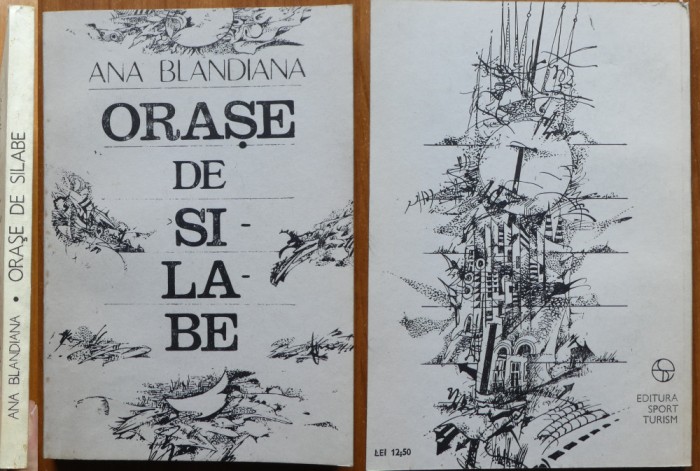 ANA BLANDIANA • ORAȘE DE SILABE
ANA BLANDIANA
ORAȘE
DE
SI -
LA -
BE
LEI 12,50
EDITURA
SPORT
TURISM